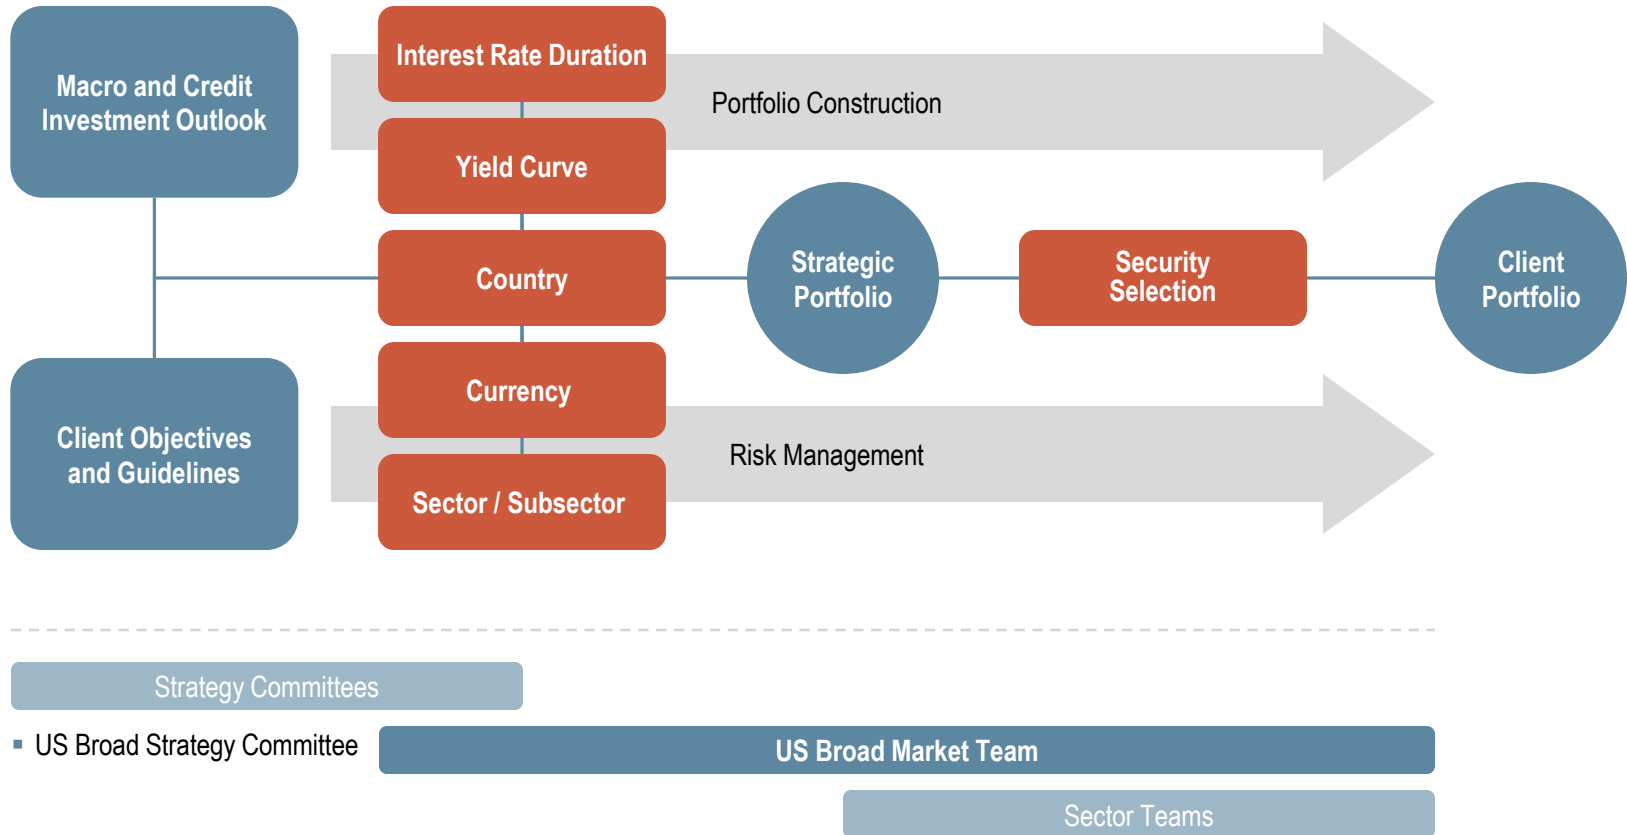 Macro and Credit
Investment Outlook
Client Objectives
and Guidelines
Interest Rate Duration
Yield Curve
Country
Currency
Sector / Subsector
Portfolio Construction
Strategic
Portfolio
Security
Selection
Client
Portfolio
Risk Management
Strategy Committees
▪ US Broad Strategy Committee
US Broad Market Team
Sector Teams